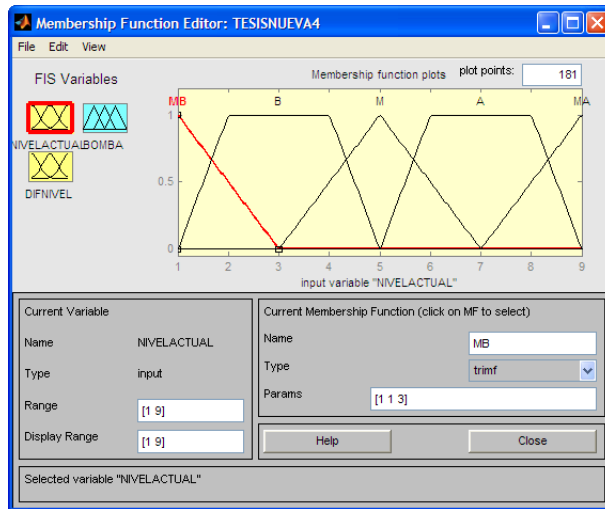 Membership Function Editor: TESISNUEVA4
File Edit View
FIS Variables
NIVELACTUAL BOMBA
DIFNIVEL
Membership function plots
plot points:
181
MB B M A MA
1
0.5
0
1 2 3 4 5 6 7 8 9
input variable "NIVELACTUAL"
Current Variable
Name NIVELACTUAL
Type input
Range [1 9]
Display Range [1 9]
Current Membership Function (click on MF to select)
Name MB
Type trimf
Params [1 1 3]
Help Close
Selected variable "NIVELACTUAL"